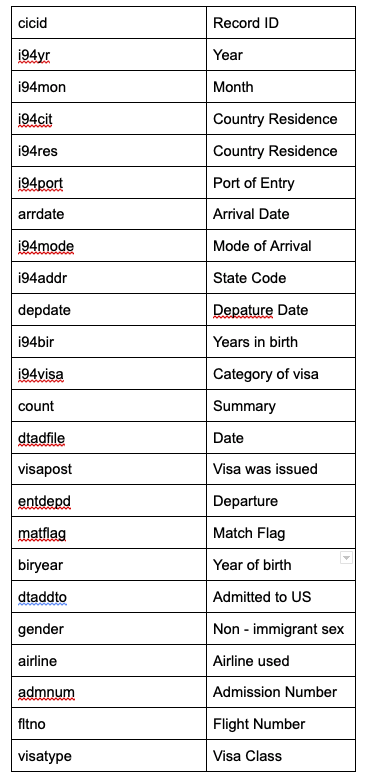 cicid Record ID
i94yr Year
i94mon Month
i94cit Country Residence
i94res Country Residence
i94port Port of Entry
arrdate Arrival Date
i94mode Mode of Arrival
i94addr State Code
depdate Depature Date
i94bir Years in birth
i94visa Category of visa
count Summary
dtadfile Date
visapost Visa was issued
entdepd Departure
matflag Match Flag
biryear Year of birth
dtaddto Admitted to US
gender Non - immigrant sex
airline Airline used
admnum Admission Number
fltno Flight Number
visatype Visa Class